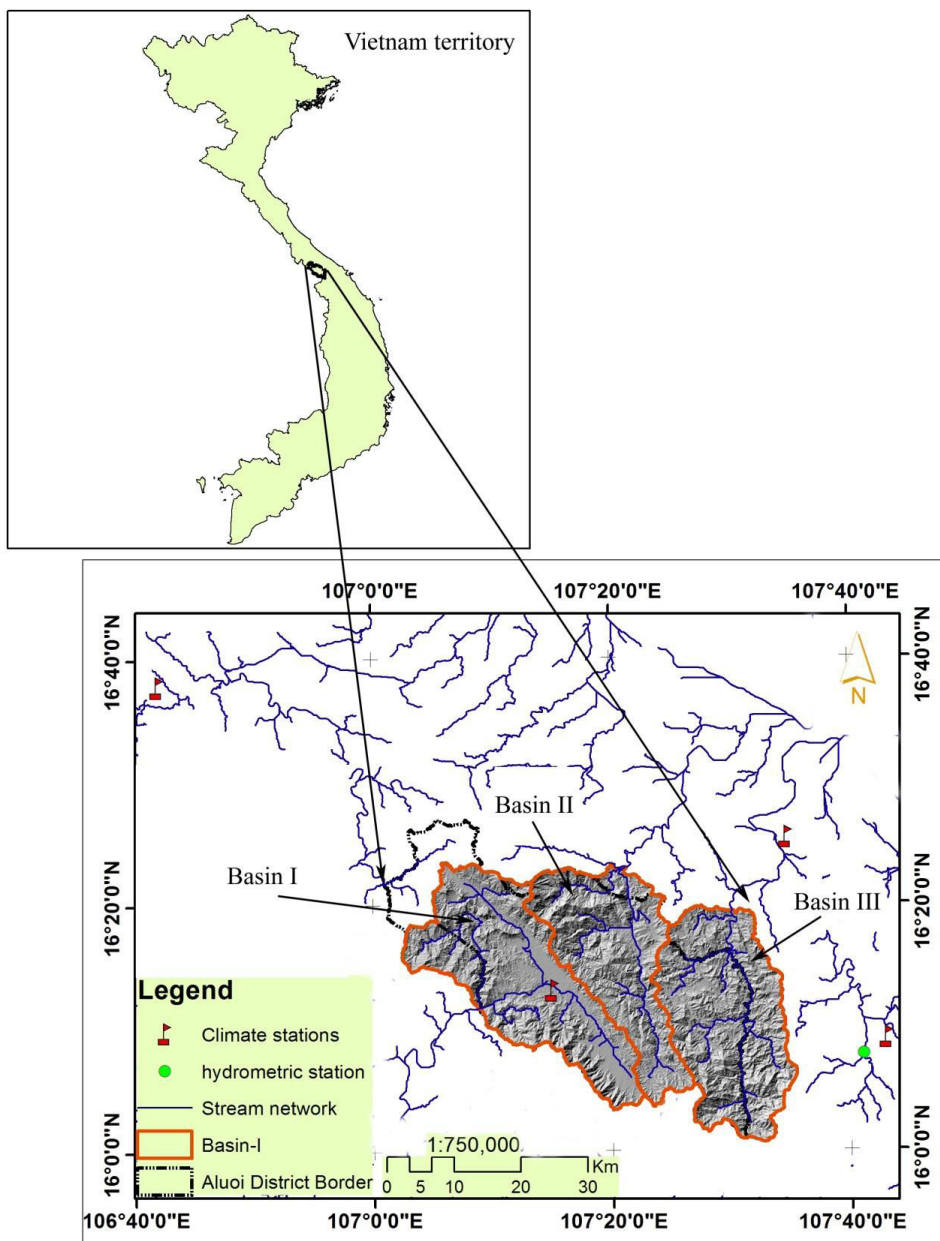 Vietnam territory
107°0'0"E
107°20'0"E
107°40'0"E
16°40'0"N
16°40'0"N
N
Basin II
Basin I
Basin III
16°20'0"N
16°20'0"N
Legend
Climate stations
hydrometric station
Stream network
Basin-I
Aluoi District Border
1:750,000
Km
0 5 10 20 30
16°0'0"N
16°0'0"N
106°40'0"E
107°0'0"E
107°20'0"E
107°40'0"E